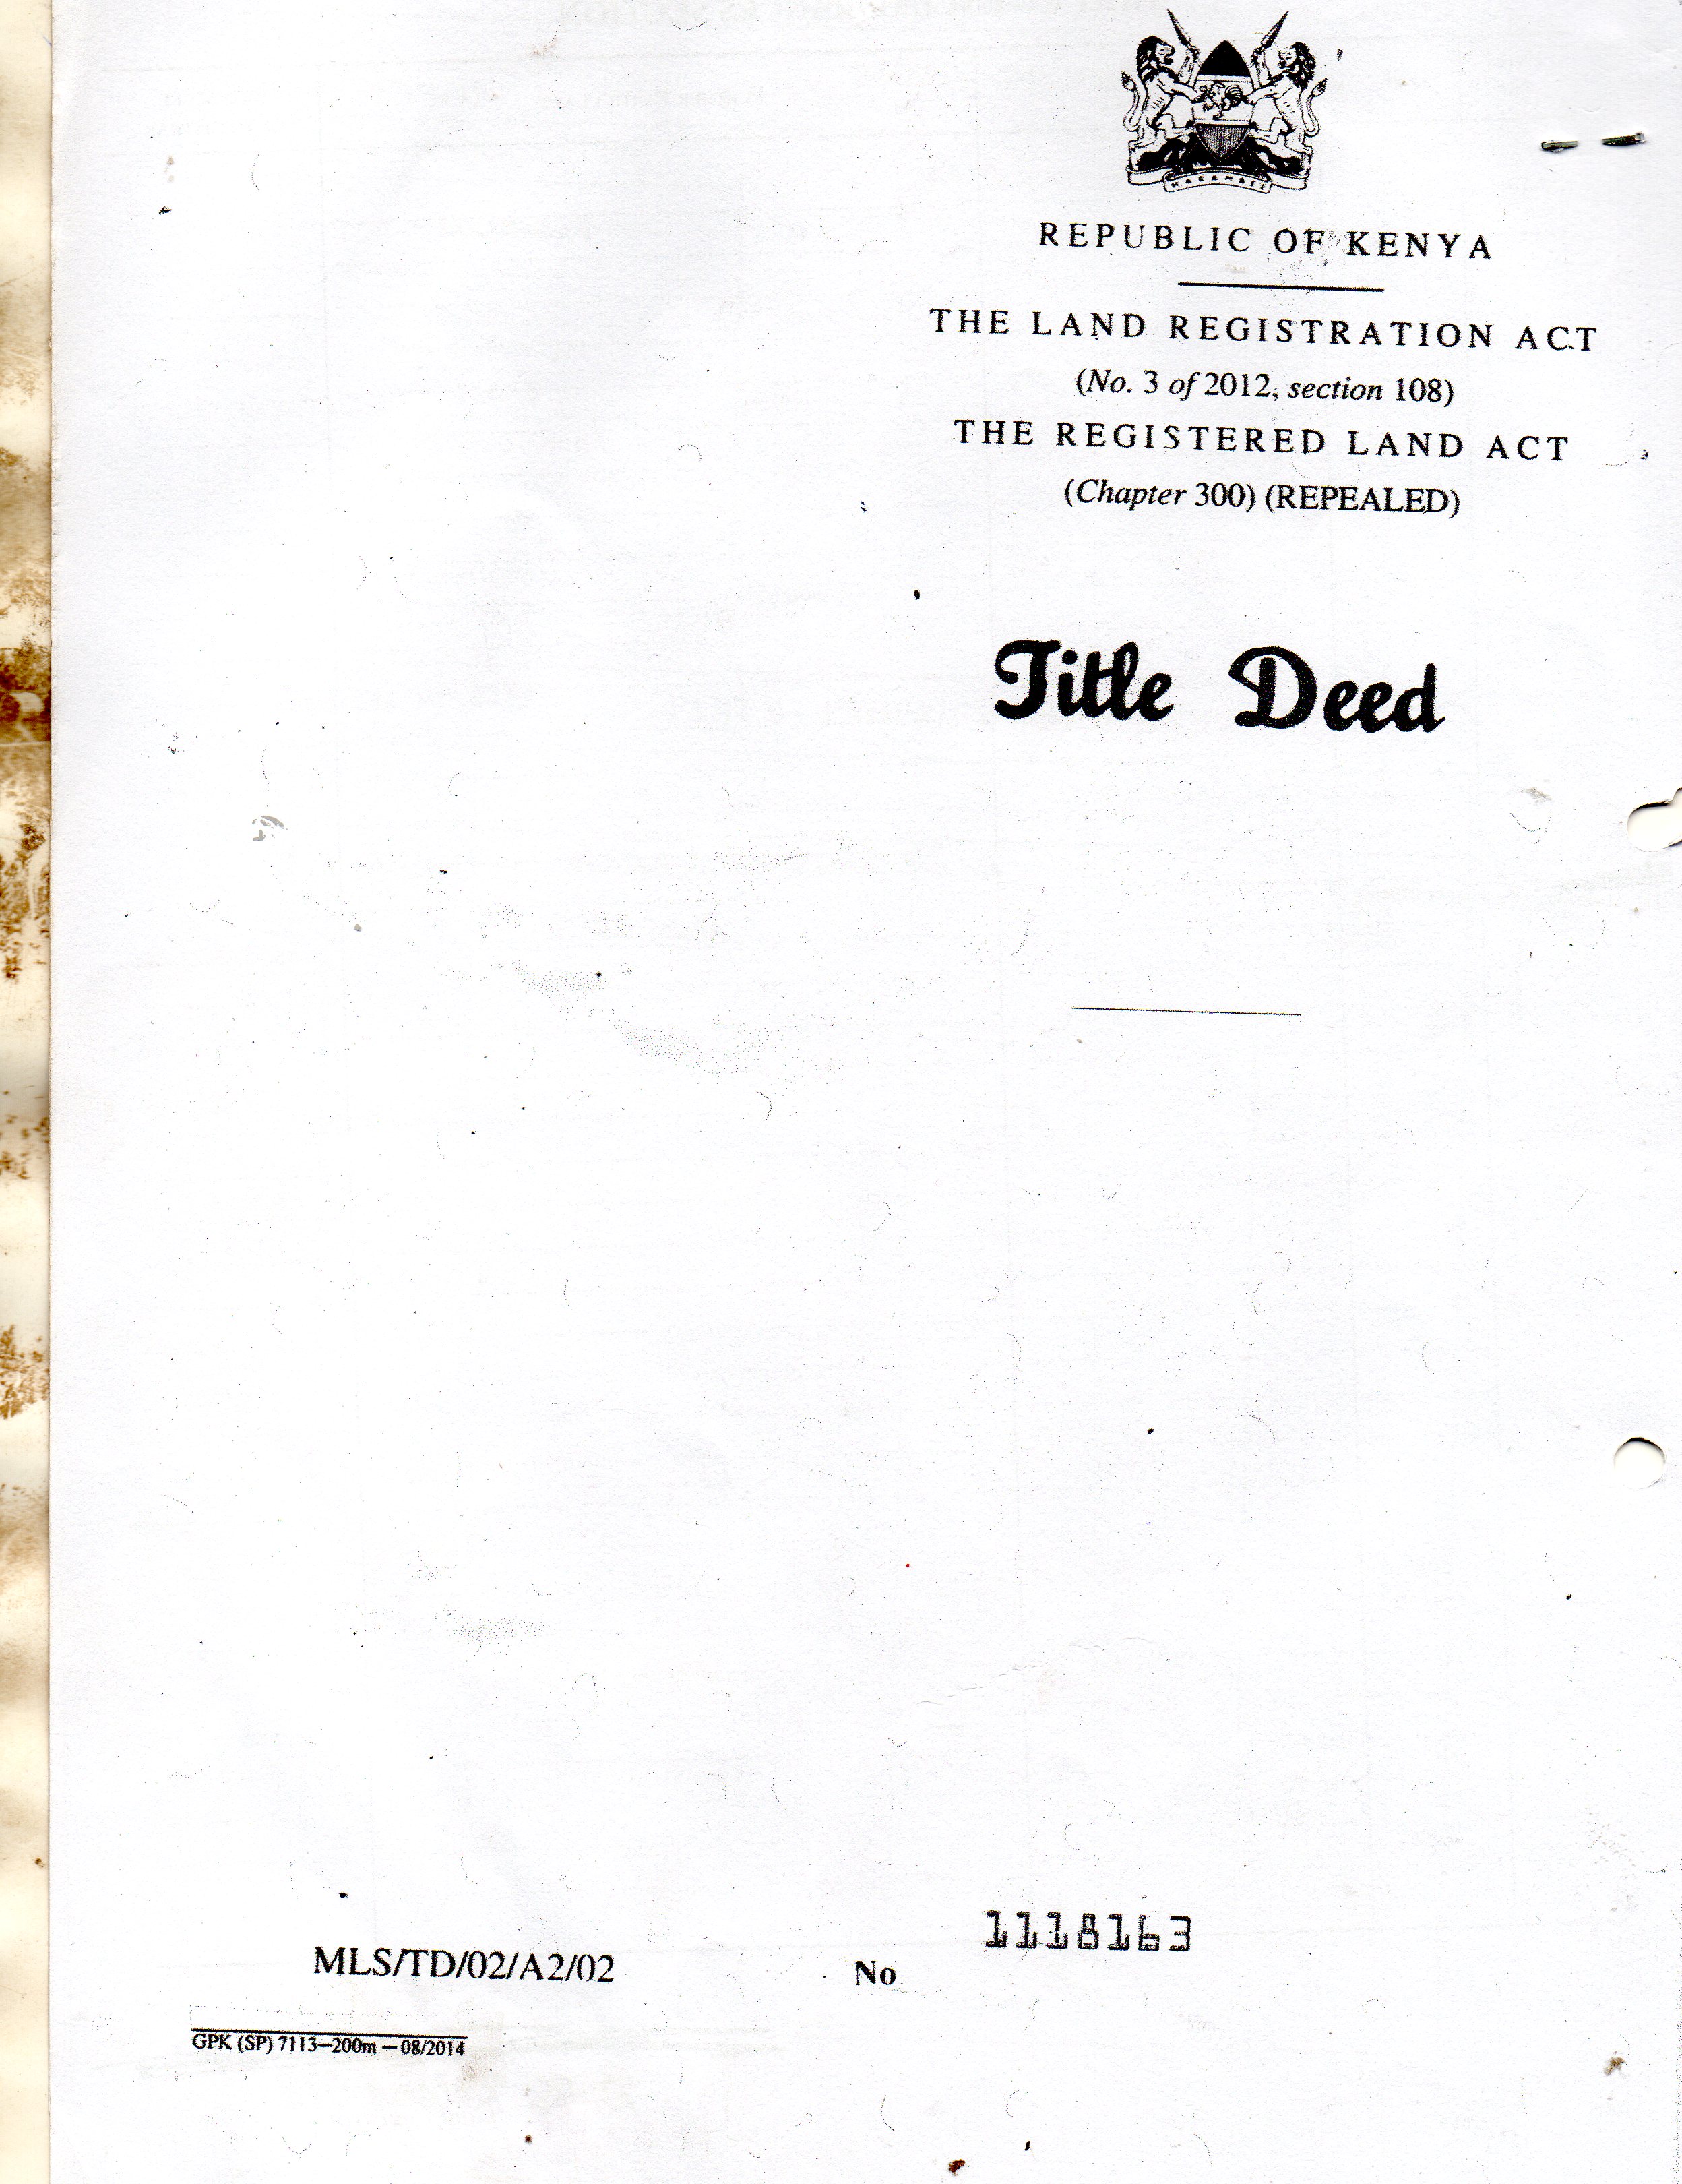 HARAMBEE
REPUBLIC OF KENYA
THE LAND REGISTRATION ACT
(No. 3 of 2012, section 108)
THE REGISTERED LAND ACT
(Chapter 300) (REPEALED)
Title Deed
1118163
MLS/TD/02/A2/02 No
GPK (SP) 7113—200m — 08/2014